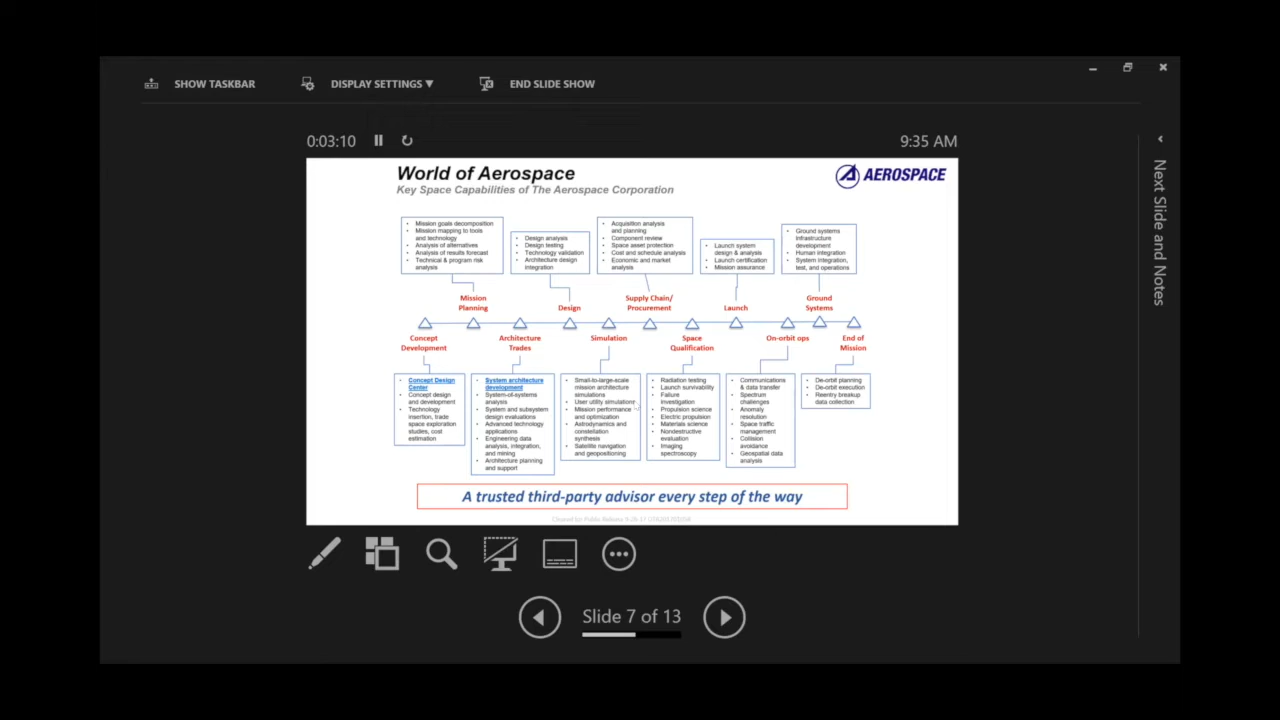 SHOW TASKBAR
DISPLAY SETTINGS ▼
END SLIDE SHOW
0:03:10
9:35 AM
World of Aerospace
AEROSPACE
Key Space Capabilities of The Aerospace Corporation
• Mission goals decomposition
• Mission mapping to tools
and technology
• Analysis of alternatives
• Analysis of results forecast
• Technical & program risk
analysis
• Design analysis
• Design testing
• Technology validation
• Architecture design
integration
• Acquisition analysis
and planning
• Component review
• Space asset protection
• Cost and schedule analysis
• Economic and market
analysis
• Launch system
design & analysis
• Launch certification
• Mission assurance
• Ground systems
infrastructure
development
• Human integration
• System integration,
test, and operations
Mission
Planning
Design
Supply Chain/
Procurement
Launch
Ground
Systems
Concept
Development
Architecture
Trades
Simulation
Space
Qualification
On-orbit ops
End of
Mission
• Concept Design
Center
• Concept design
and development
• Technology
insertion, trade
space exploration
studies, cost
estimation
• System architecture
development
• System-of-systems
analysis
• System and subsystem
design evaluations
• Advanced technology
applications
• Engineering data
analysis, integration,
and mining
• Architecture planning
and support
• Small-to-large-scale
mission architecture
simulations
• User utility simulations
• Mission performance
and optimization
• Astrodynamics and
constellation
synthesis
• Satellite navigation
and geopositioning
• Radiation testing
• Launch survivability
• Failure
investigation
• Propulsion science
• Electric propulsion
• Materials science
• Nondestructive
evaluation
• Imaging
spectroscopy
• Communications
& data transfer
• Spectrum
challenges
• Anomaly
resolution
• Space traffic
management
• Collision
avoidance
• Geospatial data
analysis
• De-orbit planning
• De-orbit execution
• Reentry breakup
data collection
A trusted third-party advisor every step of the way
Cleared for Public Release
Slide 7 of 13
Next Slide and Notes